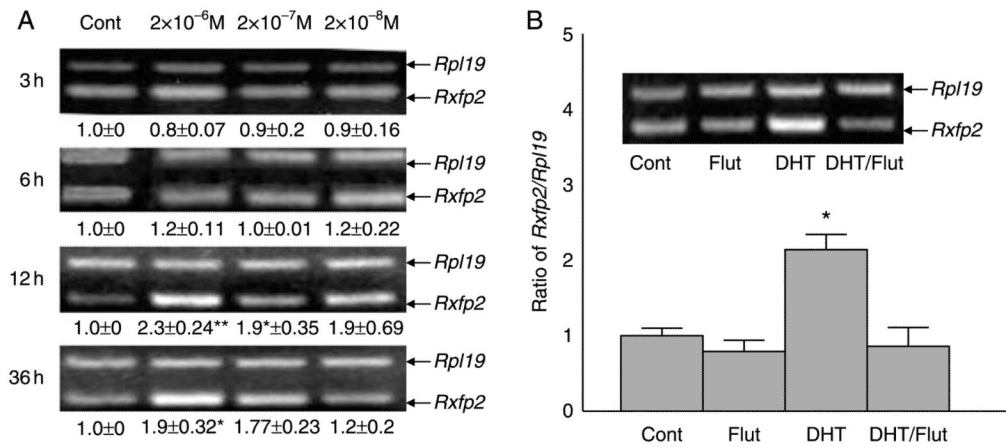 A
Cont 2×10⁻⁶M 2×10⁻⁷M 2×10⁻⁸M
3 h
Rpl19
Rxfp2
1.0±0 0.8±0.07 0.9±0.2 0.9±0.16
6 h
Rpl19
Rxfp2
1.0±0 1.2±0.11 1.0±0.01 1.2±0.22
12 h
Rpl19
Rxfp2
1.0±0 2.3±0.24** 1.9*±0.35 1.9±0.69
36 h
Rpl19
Rxfp2
1.0±0 1.9±0.32* 1.77±0.23 1.2±0.2
B
Ratio of Rxfp2/Rpl19
5
4
3
2
1
0
Rpl19
Rxfp2
Cont Flut DHT DHT/Flut
*
Cont Flut DHT DHT/Flut